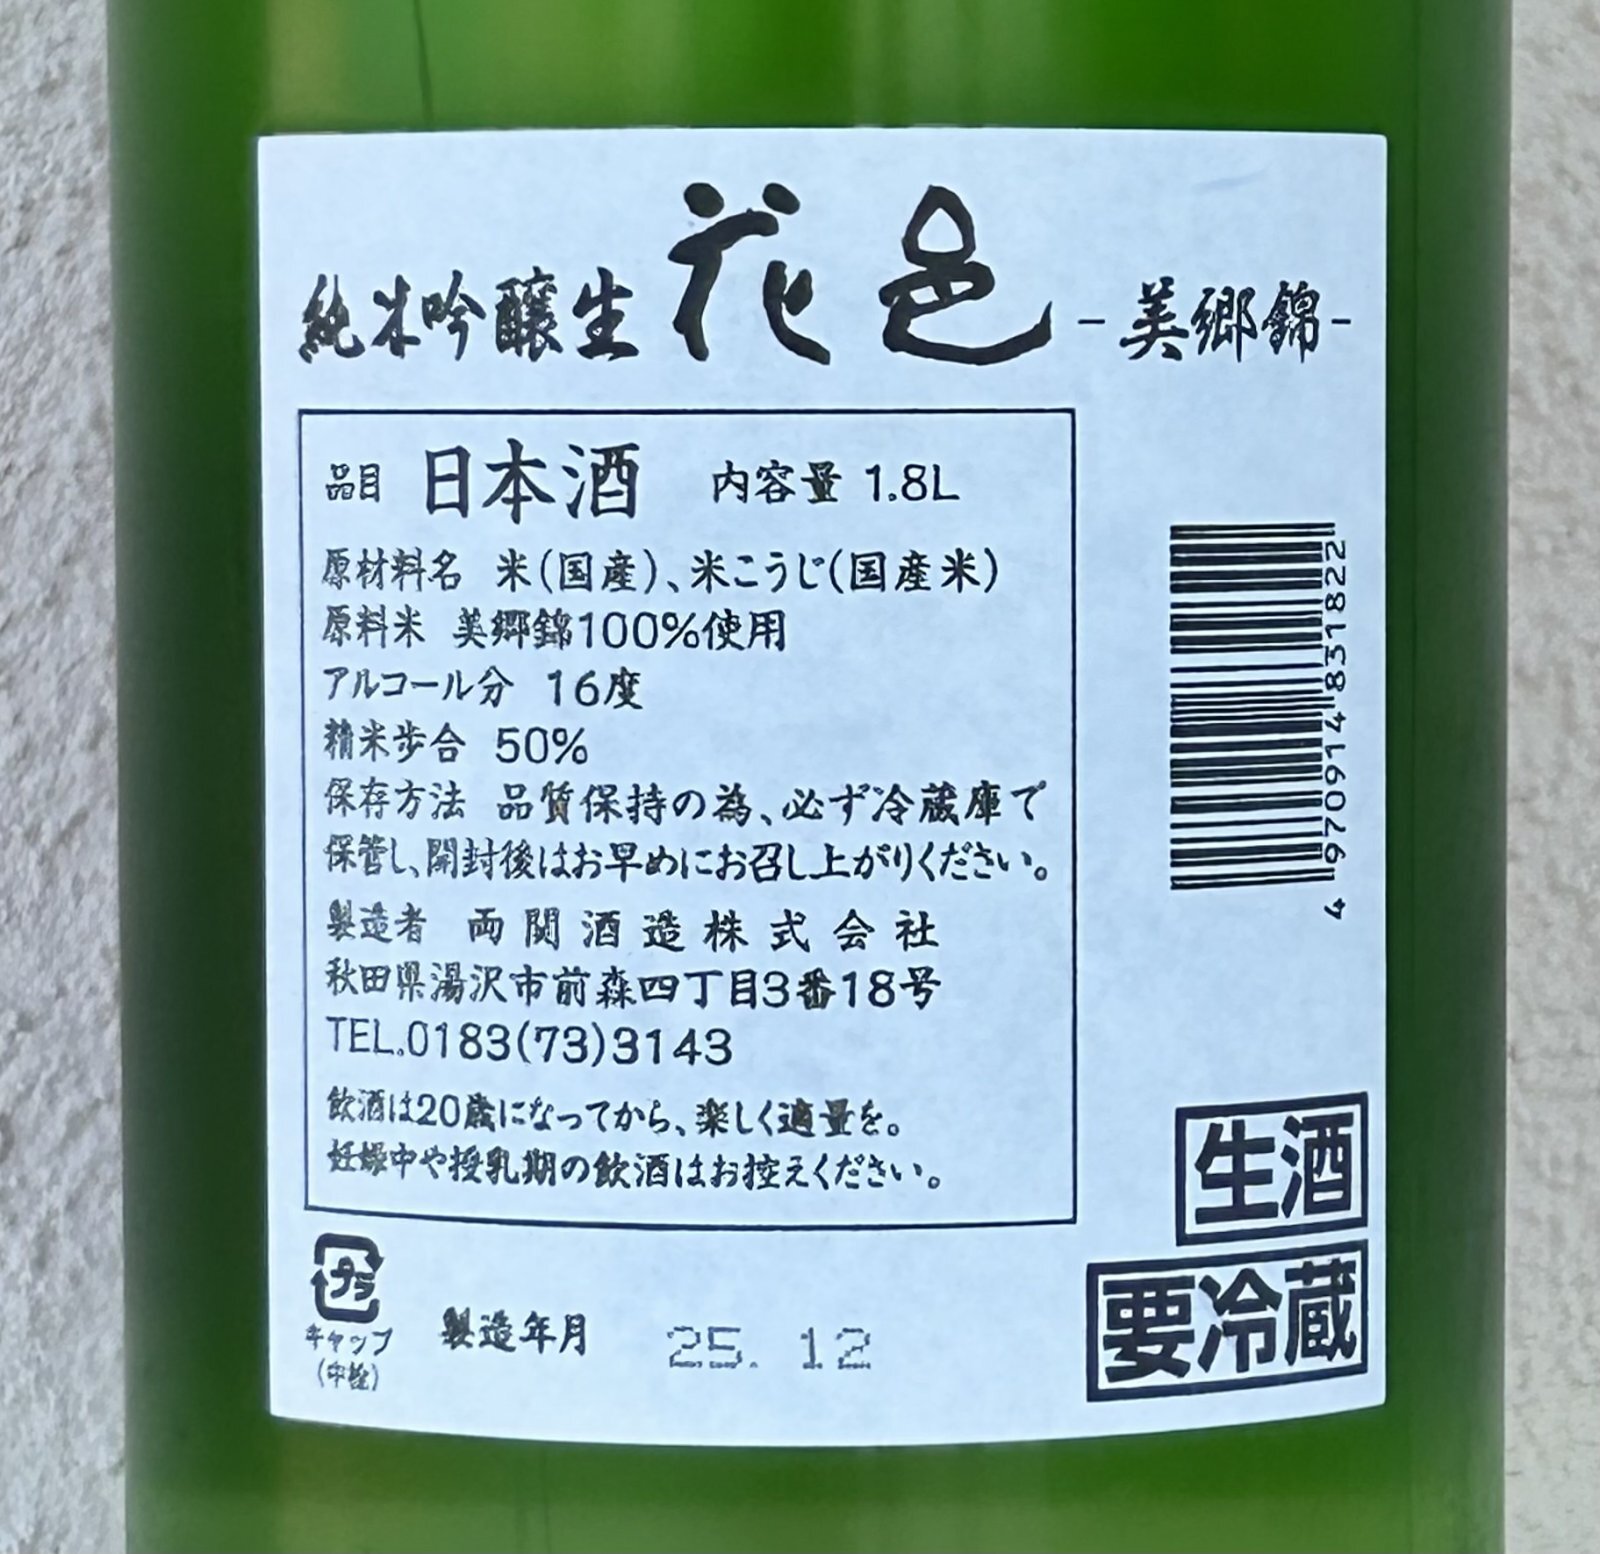 純米吟醸生 花邑 -美郷錦-
品目 日本酒 内容量 1.8L
原材料名 米(国産)、米こうじ(国産米)
原料米 美郷錦100%使用
アルコール分 16度
精米歩合 50%
保存方法 品質保持の為、必ず冷蔵庫で
保管し、開封後はお早めにお召し上がりください。
製造者 両関酒造株式会社
秋田県湯沢市前森四丁目3番18号
TEL.0183(73)3143
飲酒は20歳になってから、楽しく適量を。
妊娠中や授乳期の飲酒はお控えください。
4970914831822
生酒
要冷蔵
プラ
キャップ
(中栓)
製造年月 25.12